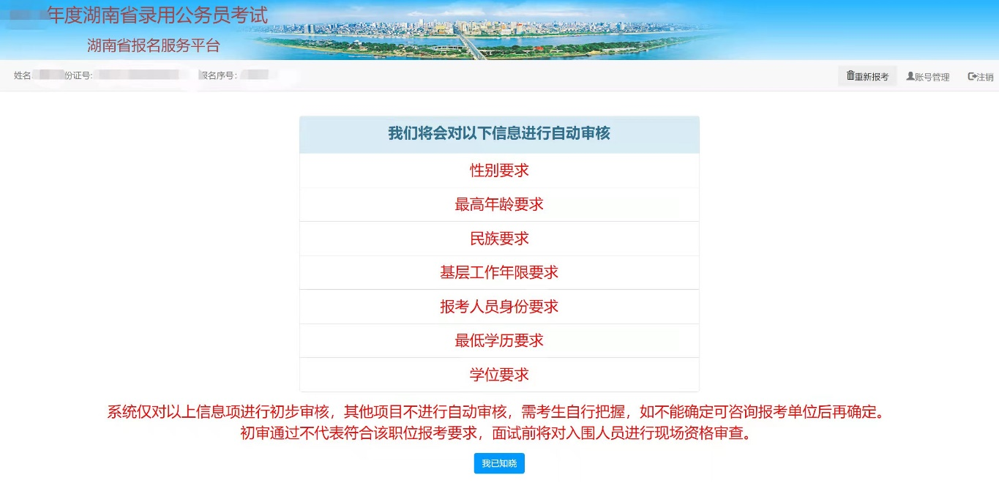 年度湖南省录用公务员考试
湖南省报名服务平台
姓名 份证号: 报名序号: 重新报考 账号管理 注销
我们将会对以下信息进行自动审核
性别要求
最高年龄要求
民族要求
基层工作年限要求
报考人员身份要求
最低学历要求
学位要求
系统仅对以上信息项进行初步审核，其他项目不进行自动审核，需考生自行把握，如不能确定可咨询报考单位后再确定。
初审通过不代表符合该职位报考要求，面试前将对入围人员进行现场资格审查。
我已知晓